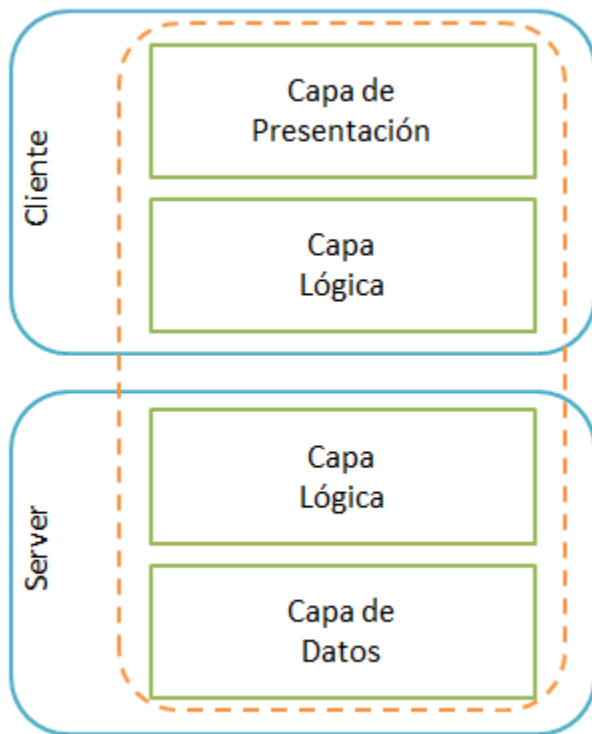 Cliente
Capa de
Presentación
Capa
Lógica
Server
Capa
Lógica
Capa de
Datos